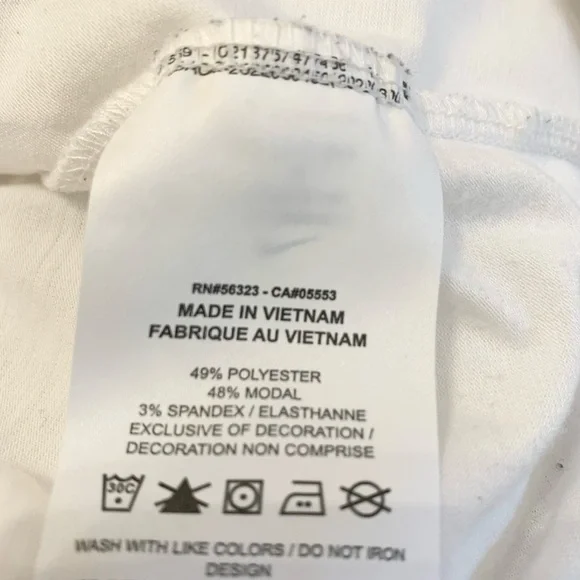 RN#56323 - CA#05553
MADE IN VIETNAM
FABRIQUE AU VIETNAM
49% POLYESTER
48% MODAL
3% SPANDEX / ELASTHANNE
EXCLUSIVE OF DECORATION /
DECORATION NON COMPRISE
30C
WASH WITH LIKE COLORS / DO NOT IRON
DESIGN